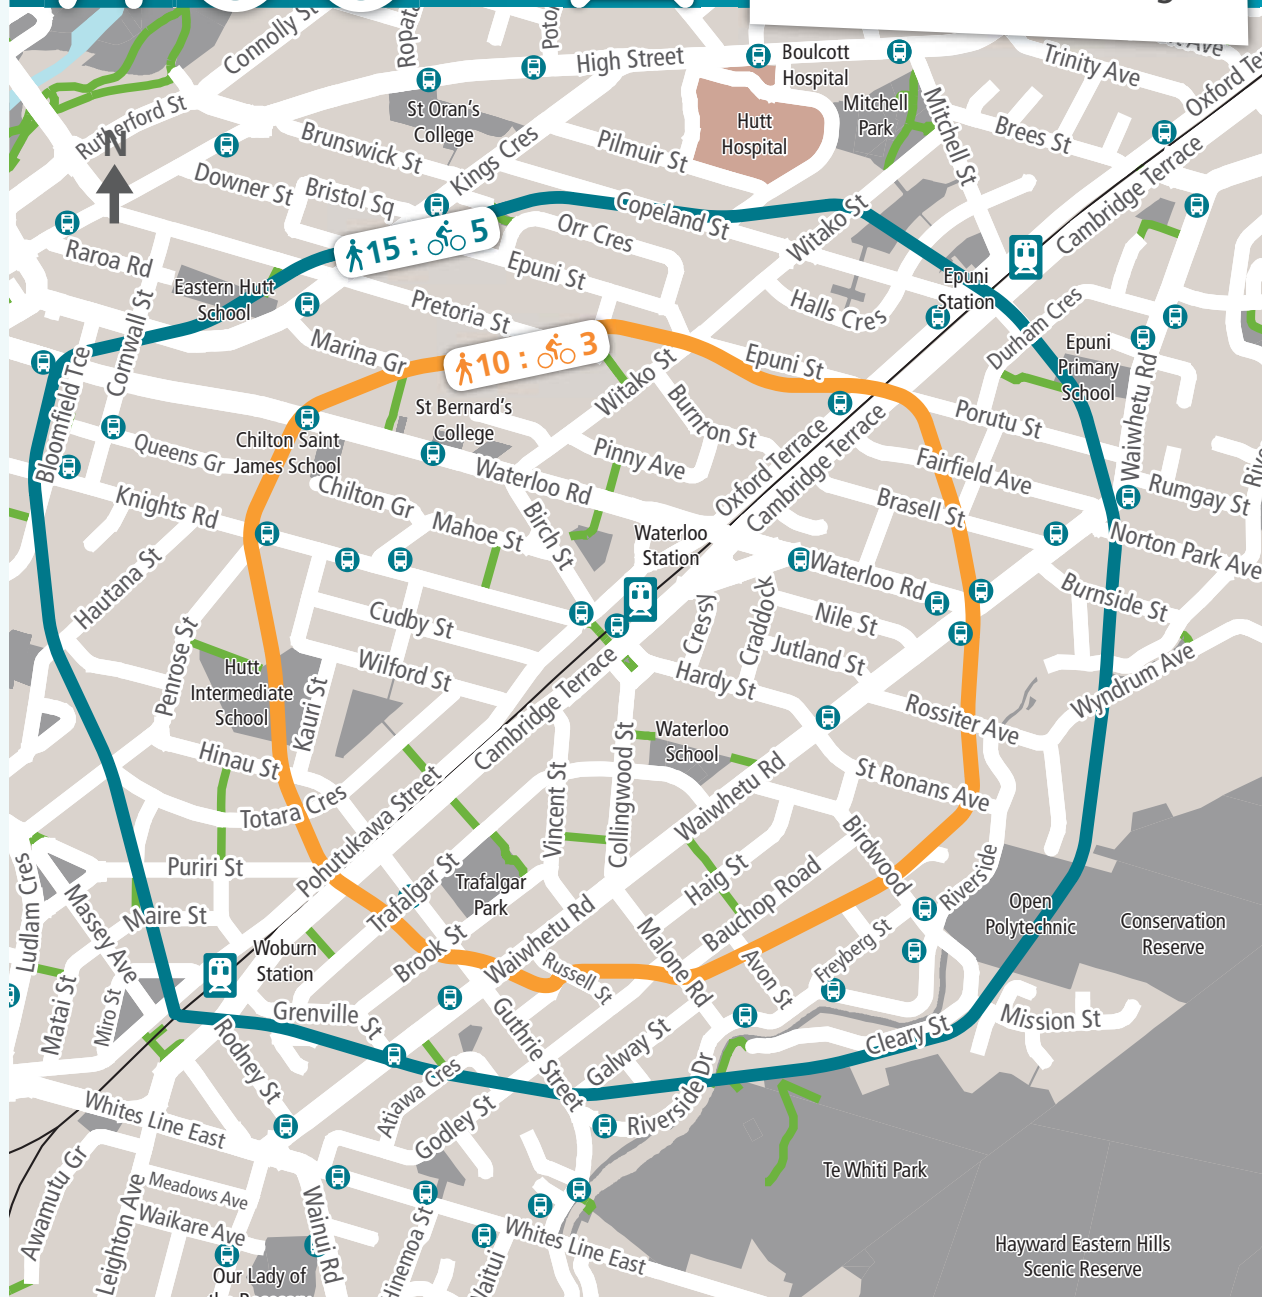 Connolly St
Ropata
High Street
Boulcott
Hospital
Trinity Ave
Ave
Rutherford St
N
St Oran's
College
Mitchell
Park
Mitchell St
Brees St
Brunswick St
Kings Cres
Pilmuir St
Hutt
Hospital
Cambridge Terrace
Downer St
Bristol Sq
Copeland St
Witako St
Orr Cres
15 : 5
Raroa Rd
Eastern Hutt
School
Epuni St
Epuni
Station
Halls Cres
Durham Cres
Cornwall St
Pretoria St
10 : 3
Marina Gr
Epuni St
Epuni
Primary
School
Waiwhetu Rd
Bloomfield Tce
Witako St
Burnton St
St Bernard's
College
Porutu St
Chilton Saint
James School
Queens Gr
Pinny Ave
Oxford Terrace
Cambridge Terrace
Fairfield Ave
Knights Rd
Chilton Gr
Waterloo Rd
Brasell St
Rumgay St
Mahoe St
Birch St
Waterloo
Station
Norton Park Ave
Hautana St
Waterloo Rd
Burnside St
Cudby St
Cressy
Craddock
Nile St
Penrose St
Hutt
Intermediate
School
Kauri St
Wilford St
Cambridge Terrace
Hardy St
Jutland St
Wyndrum Ave
Rossiter Ave
Waterloo
School
Hinau St
Vincent St
Collingwood St
Waiwhetu Rd
St Ronans Ave
Totara Cres
Pohutukawa Street
Birdwood
Puriri St
Trafalgar St
Trafalgar
Park
Haig St
Bauchop Road
Riverside
Open
Polytechnic
Conservation
Reserve
Ludlam Cres
Massey Ave
Maire St
Woburn
Station
Brook St
Waiwhetu Rd
Russell St
Malone Rd
Avon St
Freyberg St
Matai St
Miro St
Grenville St
Guthrie Street
Galway St
Cleary St
Mission St
Rodney St
Atiawa Cres
Riverside Dr
Whites Line East
Godley St
Te Whiti Park
Awamutu Gr
Meadows Ave
Leighton Ave
Waikare Ave
Wainui Rd
Hinemoa St
Whites Line East
Hayward Eastern Hills
Scenic Reserve
Our Lady of